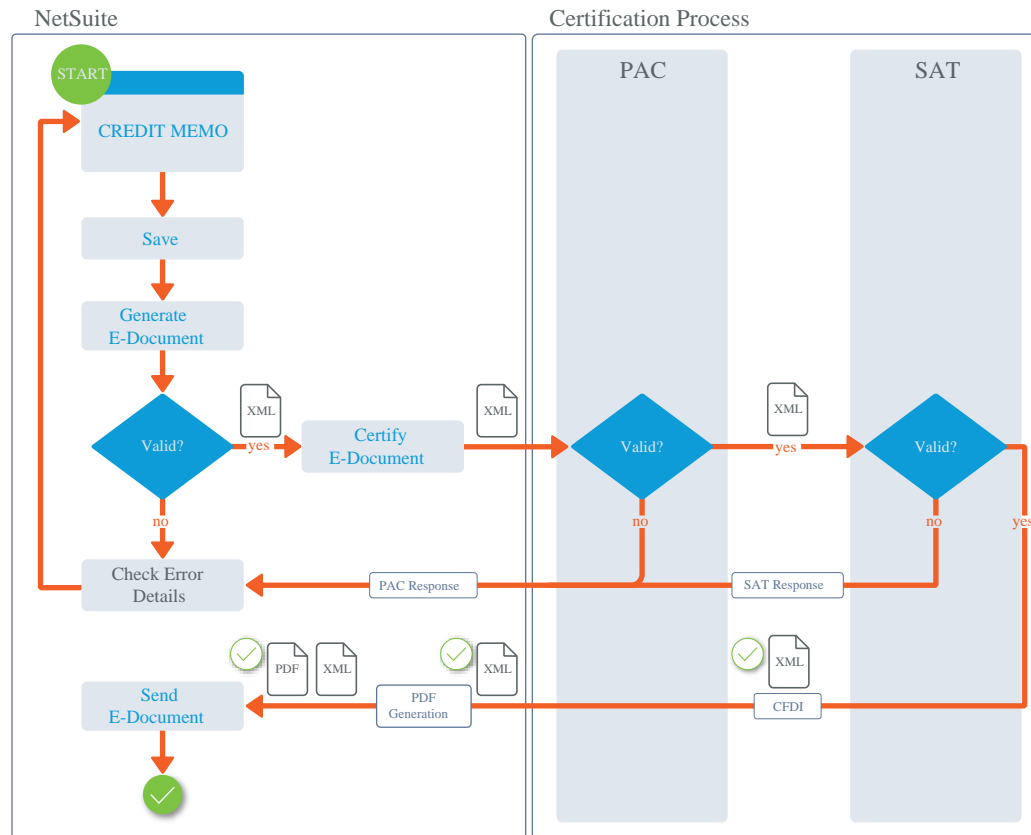 NetSuite
Certification Process
START
PAC
SAT
CREDIT MEMO
Save
Generate
E-Document
XML
XML
XML
Valid?
yes
Certify
E-Document
Valid?
yes
Valid?
no
no
no
yes
Check Error
Details
PAC Response
SAT Response
PDF
XML
XML
XML
Send
E-Document
PDF
Generation
CFDI